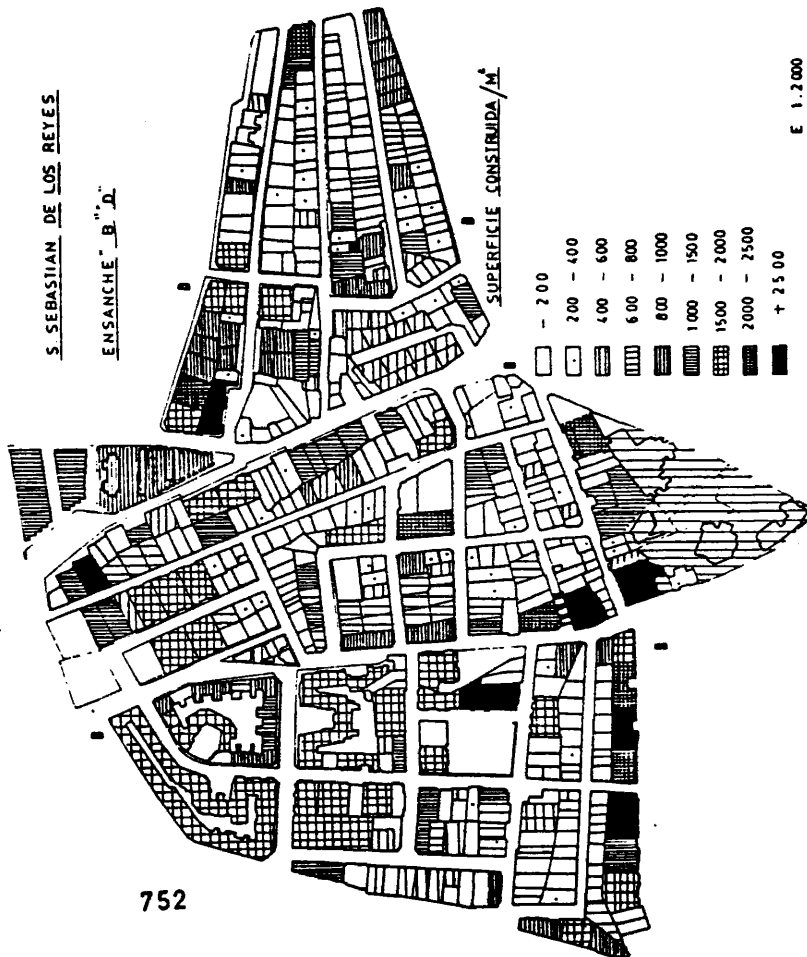 S. SEBASTIAN DE LOS REYES
ENSANCHE " B "" D "
SUPERFICIE CONSTRUIDA/M²
- 200
200 - 400
400 - 600
600 - 800
800 - 1000
1000 - 1500
1500 - 2000
2000 - 2500
+ 2500
E 1.2000
752